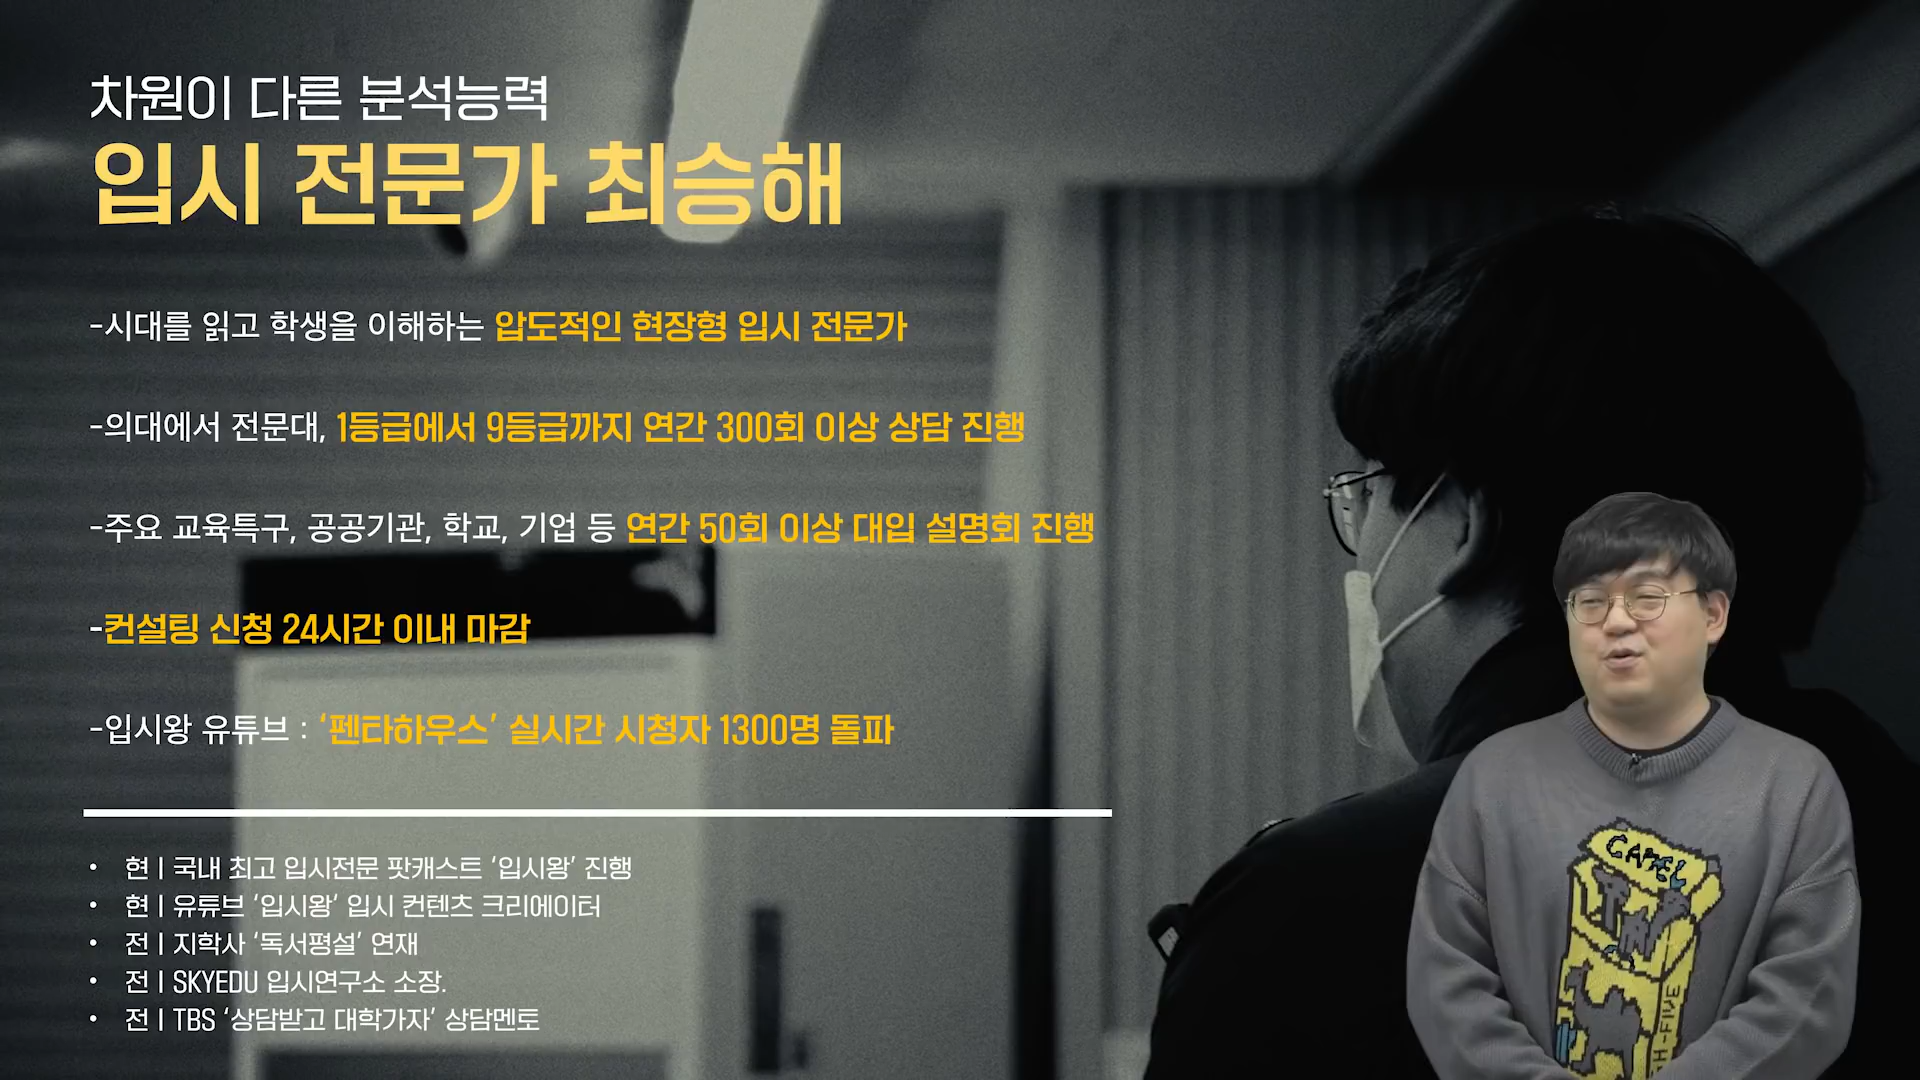 차원이 다른 분석능력
입시 전문가 최승해
-시대를 읽고 학생을 이해하는 압도적인 현장형 입시 전문가
-의대에서 전문대, 1등급에서 9등급까지 연간 300회 이상 상담 진행
-주요 교육특구, 공공기관, 학교, 기업 등 연간 50회 이상 대입 설명회 진행
-컨설팅 신청 24시간 이내 마감
-입시왕 유튜브 : ‘펜타하우스’ 실시간 시청자 1300명 돌파
• 현 | 국내 최고 입시전문 팟캐스트 ‘입시왕’ 진행
• 현 | 유튜브 ‘입시왕’ 입시 컨텐츠 크리에이터
• 전 | 지학사 ‘독서평설’ 연재
• 전 | SKYEDU 입시연구소 소장.
• 전 | TBS ‘상담받고 대학가자’ 상담멘토
CAMEL
H-FIVE